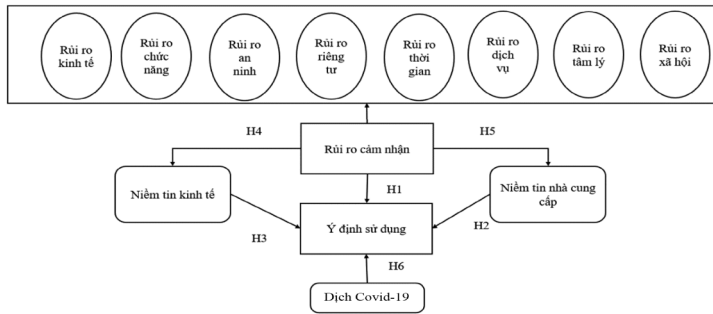 Rủi ro
kinh tế
Rủi ro
chức
năng
Rủi ro
an
ninh
Rủi ro
riêng
tư
Rủi ro
thời
gian
Rủi ro
dịch
vụ
Rủi ro
tâm lý
Rủi ro
xã hội
H4
Rủi ro cảm nhận
H5
Niềm tin kinh tế
H1
Niềm tin nhà cung
cấp
H3
Ý định sử dụng
H2
H6
Dịch Covid-19